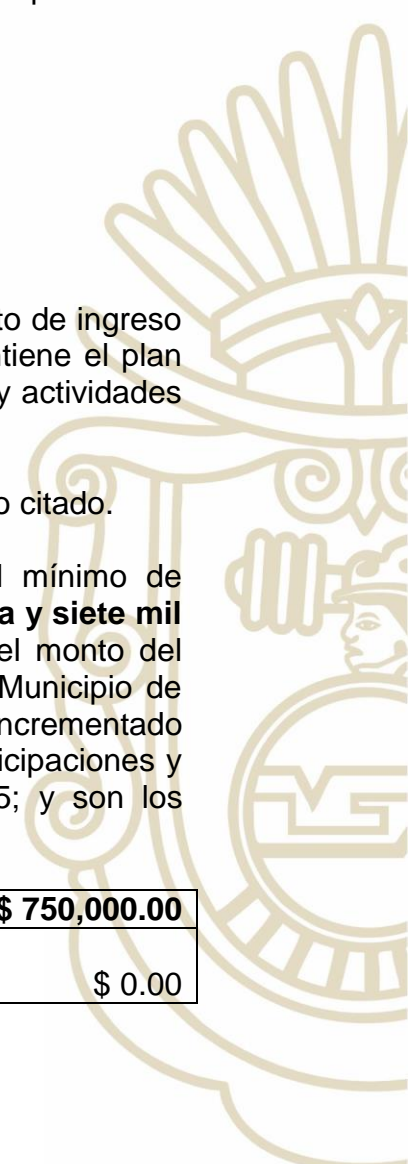 to de ingreso
ntiene el plan
y actividades
o citado.
l mínimo de
a y siete mil
el monto del
Municipio de
ncrementado
icipaciones y
5; y son los
$ 750,000.00
$ 0.00